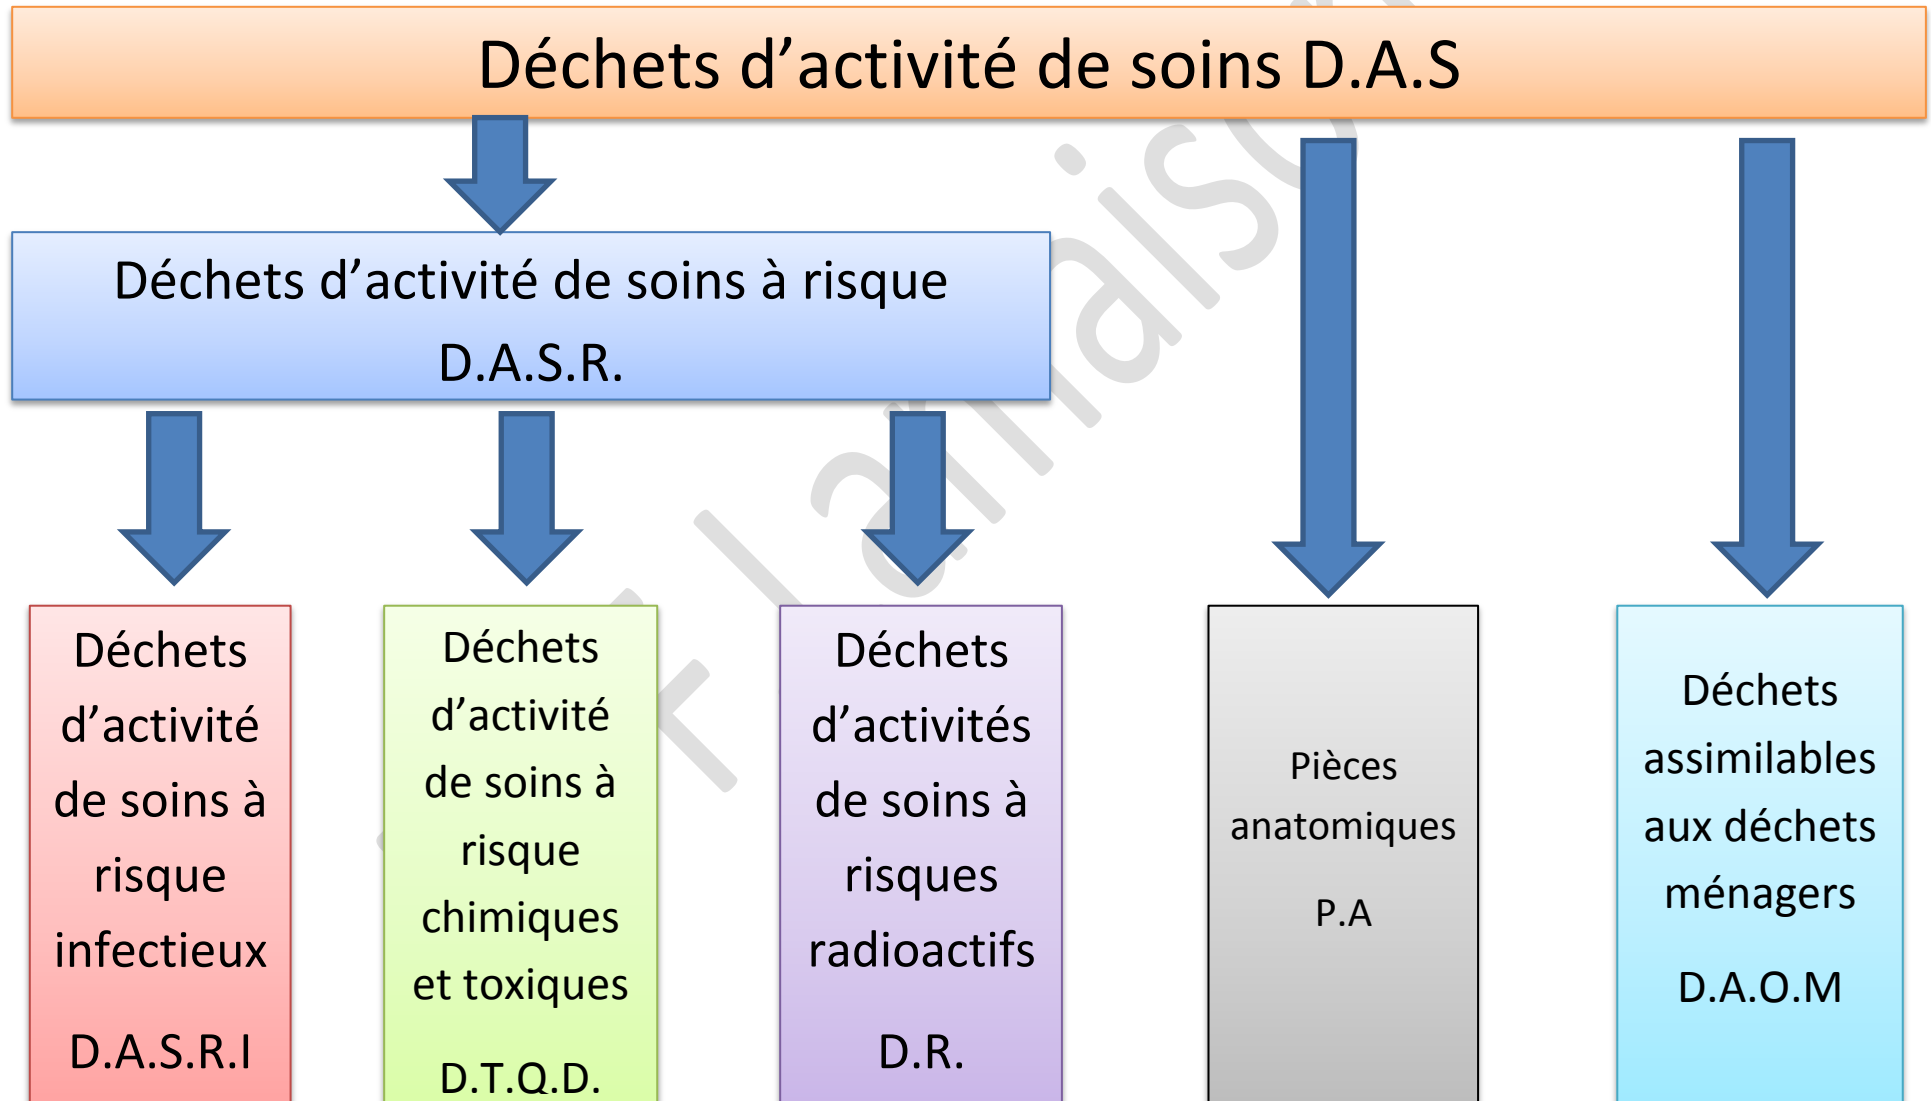 Déchets d’activité de soins D.A.S
Déchets d’activité de soins à risque
D.A.S.R.
Déchets
d’activité
de soins à
risque
infectieux
D.A.S.R.I
Déchets
d’activité
de soins à
risque
chimiques
et toxiques
D.T.Q.D.
Déchets
d’activités
de soins à
risques
radioactifs
D.R.
Pièces
anatomiques
P.A
Déchets
assimilables
aux déchets
ménagers
D.A.O.M